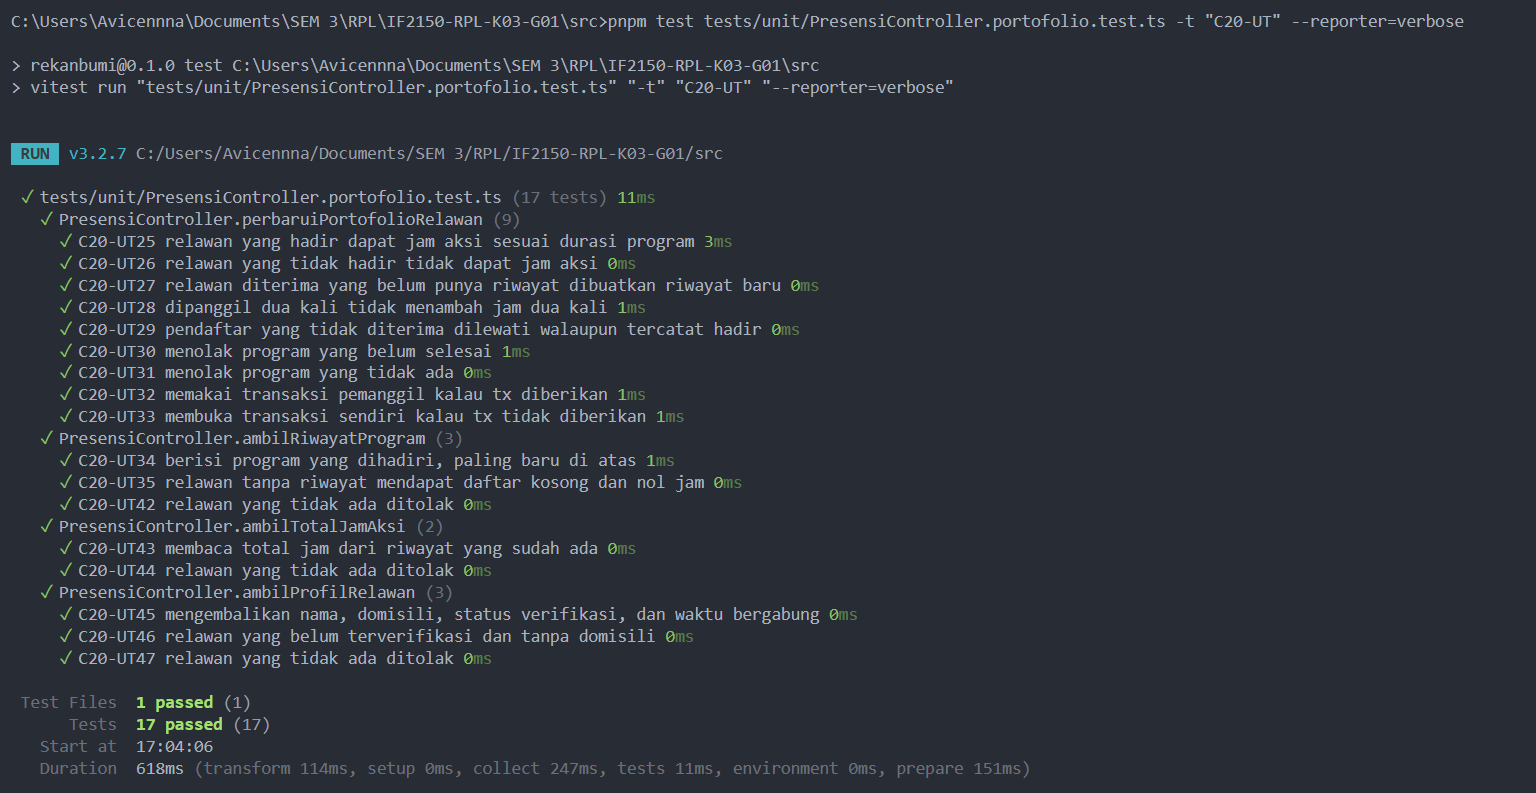 C:\Users\Avicennna\Documents\SEM 3\RPL\IF2150-RPL-K03-G01\src>pnpm test tests/unit/PresensiController.portofolio.test.ts -t "C20-UT" --reporter=verbose
> rekanbumi@0.1.0 test C:\Users\Avicennna\Documents\SEM 3\RPL\IF2150-RPL-K03-G01\src
> vitest run "tests/unit/PresensiController.portofolio.test.ts" "-t" "C20-UT" "--reporter=verbose"
RUN v3.2.7 C:/Users/Avicennna/Documents/SEM 3/RPL/IF2150-RPL-K03-G01/src
✓ tests/unit/PresensiController.portofolio.test.ts (17 tests) 11ms
✓ PresensiController.perbaruiPortofolioRelawan (9)
✓ C20-UT25 relawan yang hadir dapat jam aksi sesuai durasi program 3ms
✓ C20-UT26 relawan yang tidak hadir tidak dapat jam aksi 0ms
✓ C20-UT27 relawan diterima yang belum punya riwayat dibuatkan riwayat baru 0ms
✓ C20-UT28 dipanggil dua kali tidak menambah jam dua kali 1ms
✓ C20-UT29 pendaftar yang tidak diterima dilewati walaupun tercatat hadir 0ms
✓ C20-UT30 menolak program yang belum selesai 1ms
✓ C20-UT31 menolak program yang tidak ada 0ms
✓ C20-UT32 memakai transaksi pemanggil kalau tx diberikan 1ms
✓ C20-UT33 membuka transaksi sendiri kalau tx tidak diberikan 1ms
✓ PresensiController.ambilRiwayatProgram (3)
✓ C20-UT34 berisi program yang dihadiri, paling baru di atas 1ms
✓ C20-UT35 relawan tanpa riwayat mendapat daftar kosong dan nol jam 0ms
✓ C20-UT42 relawan yang tidak ada ditolak 0ms
✓ PresensiController.ambilTotalJamAksi (2)
✓ C20-UT43 membaca total jam dari riwayat yang sudah ada 0ms
✓ C20-UT44 relawan yang tidak ada ditolak 0ms
✓ PresensiController.ambilProfilRelawan (3)
✓ C20-UT45 mengembalikan nama, domisili, status verifikasi, dan waktu bergabung 0ms
✓ C20-UT46 relawan yang belum terverifikasi dan tanpa domisili 0ms
✓ C20-UT47 relawan yang tidak ada ditolak 0ms
Test Files 1 passed (1)
Tests 17 passed (17)
Start at 17:04:06
Duration 618ms (transform 114ms, setup 0ms, collect 247ms, tests 11ms, environment 0ms, prepare 151ms)